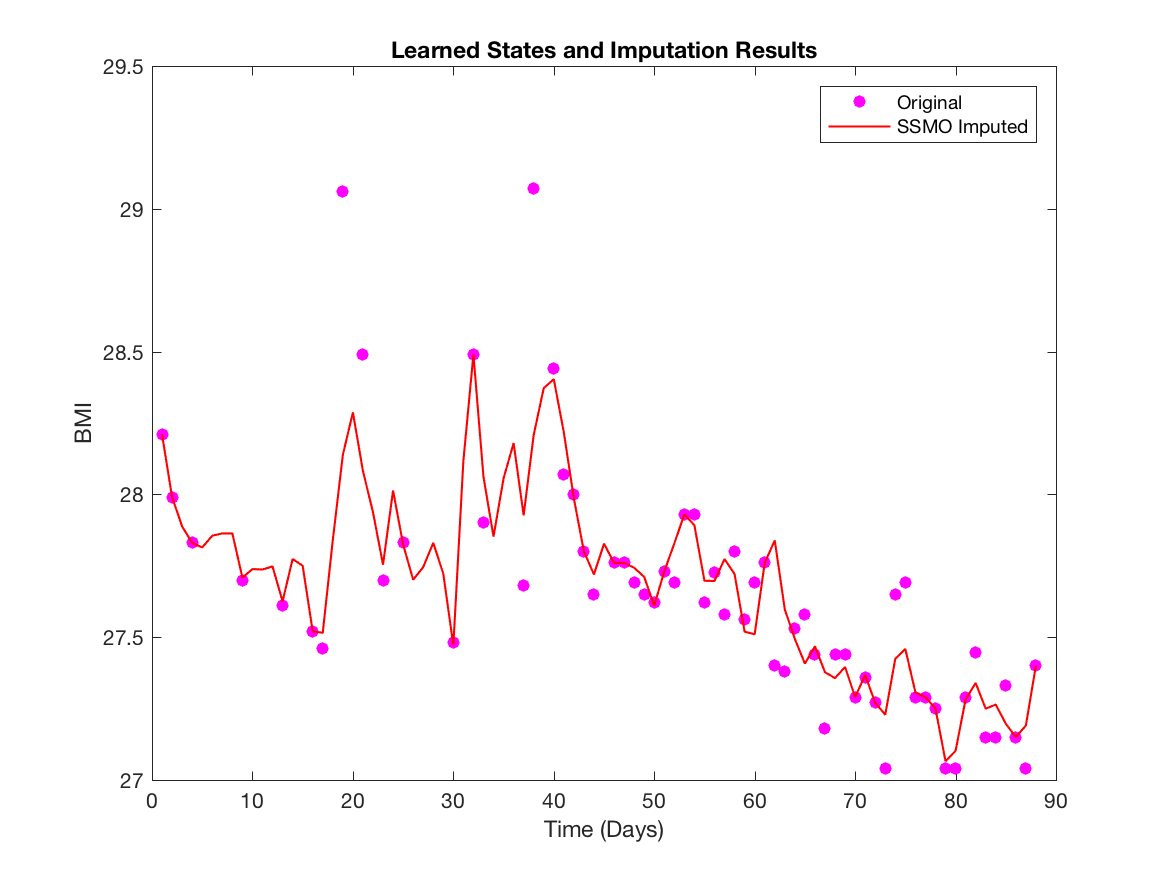 Learned States and Imputation Results
29.5
29
28.5
28
27.5
27
BMI
Original
SSMO Imputed
0 10 20 30 40 50 60 70 80 90
Time (Days)